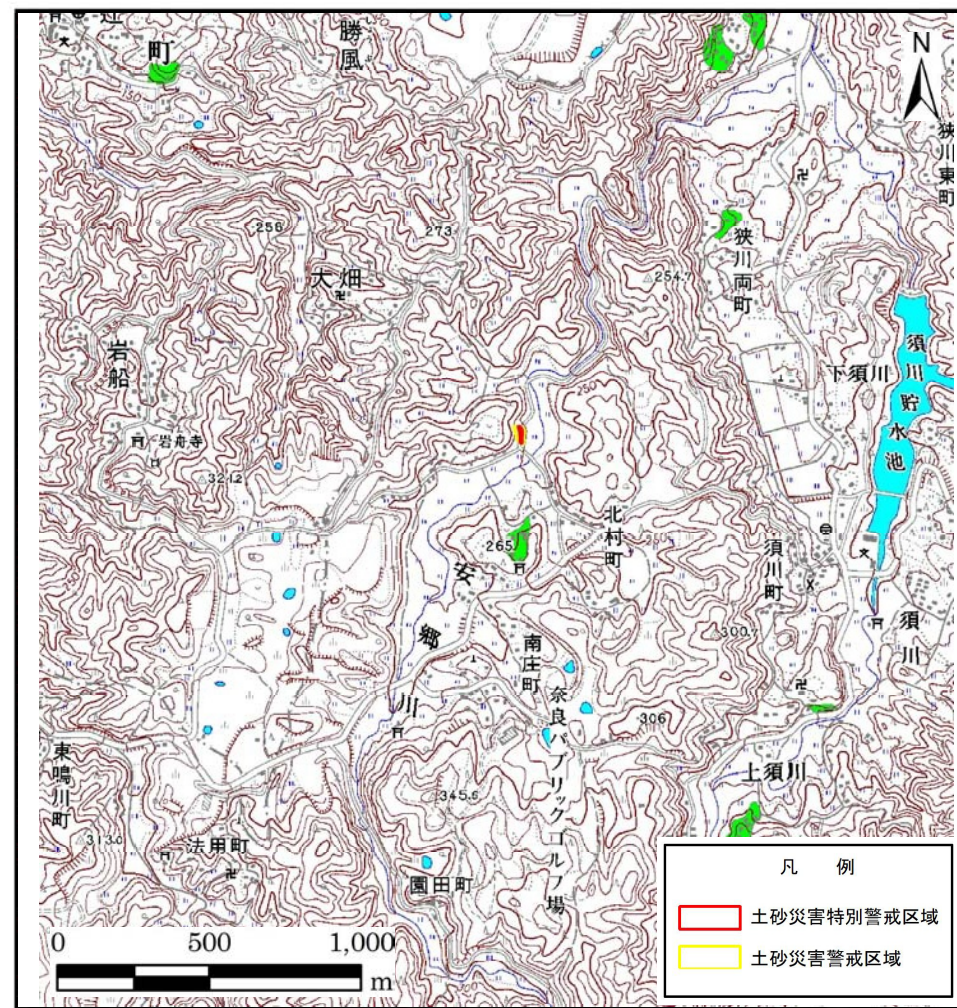 町
勝風
N
狭川東町
256
273
大畑
狭川両町
254.7
岩船
岩舟寺
下須川
須川貯水池
250
321.2
265
北村町
須川町
安郷川
南庄町
300.7
須川
奈良パブリックゴルフ場
306
東鳴川町
上須川
345.6
313.0
法用町
園田町
凡 例
土砂災害特別警戒区域
土砂災害警戒区域
0 500 1,000
m